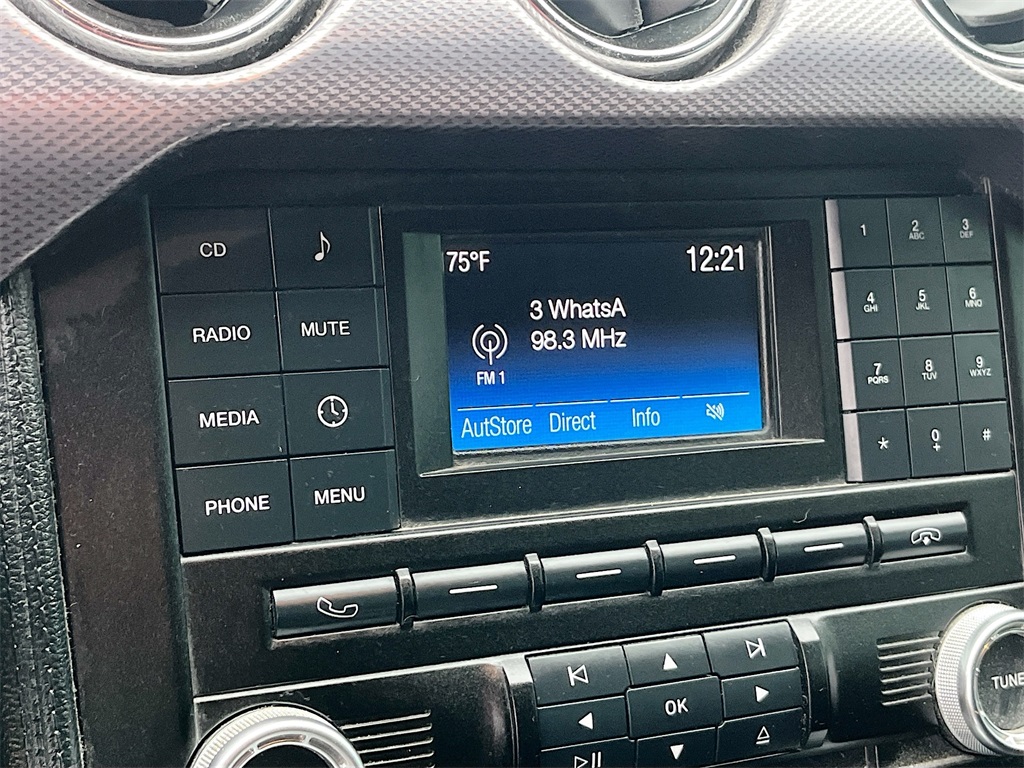 CD
RADIO
MUTE
MEDIA
PHONE
MENU
75°F
12:21
3 WhatsA
98.3 MHz
FM 1
AutStore Direct Info
1
2 ABC
3 DEF
4 GHI
5 JKL
6 MNO
7 PQRS
8 TUV
9 WXYZ
*
0 +
#
OK
TUNE